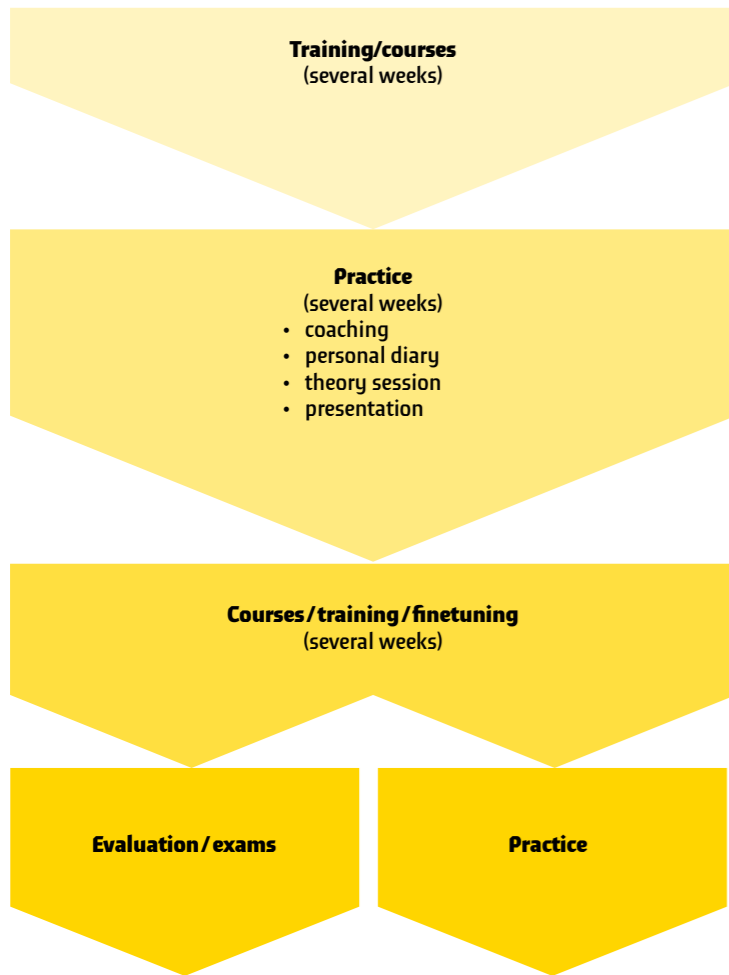 Training/courses
(several weeks)
Practice
(several weeks)
• coaching
• personal diary
• theory session
• presentation
Courses/training/finetuning
(several weeks)
Evaluation/exams
Practice